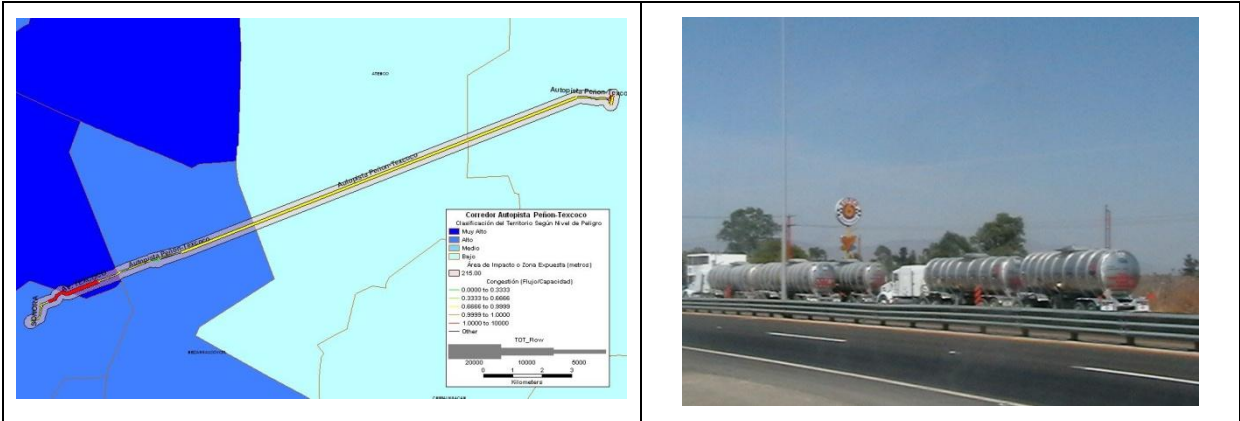 ATENCO
Autopista Peñon-Texcoco
Autopista Peñon-Texcoco
Autopista Peñon-Texcoco
Corredor Autopista Peñon-Texcoco
Clasificación del Territorio Según Nivel de Peligro
Muy Alto
Alto
Medio
Bajo
Área de Impacto o Zona Expuesta (metros)
215.00
Congestión (Flujo/Capacidad)
0.0000 to 0.3333
0.3333 to 0.6666
0.6666 to 0.9999
0.9999 to 1.0000
1.0000 to 10000
Other
TOT_Flow
20000 10000 5000
0 1 2 3
Kilometers